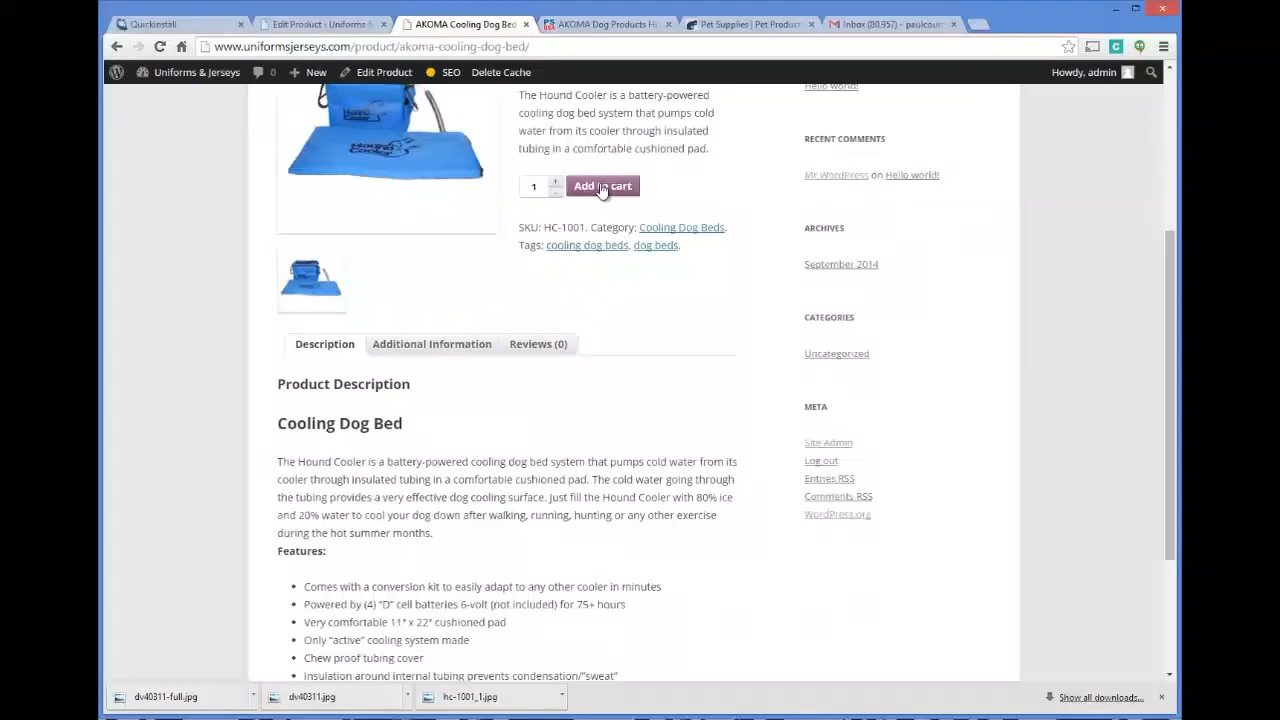 Quickinstall
Edit Product ‹ Uniforms &
AKOMA Cooling Dog Bed
AKOMA Dog Products
Pet Supplies | Pet Product
Inbox (80,957) - paulcour
www.uniformsjerseys.com/product/akoma-cooling-dog-bed/
Uniforms & Jerseys
0
New
Edit Product
SEO
Delete Cache
Howdy, admin
The Hound Cooler is a battery-powered
cooling dog bed system that pumps cold
water from its cooler through insulated
tubing in a comfortable cushioned pad.
1
Add to cart
SKU: HC-1001. Category: Cooling Dog Beds.
Tags: cooling dog beds, dog beds.
Hello world!
RECENT COMMENTS
Mr WordPress on Hello world!
ARCHIVES
September 2014
CATEGORIES
Uncategorized
META
Site Admin
Log out
Entries RSS
Comments RSS
WordPress.org
Description
Additional Information
Reviews (0)
Product Description
Cooling Dog Bed
The Hound Cooler is a battery-powered cooling dog bed system that pumps cold water from its
cooler through insulated tubing in a comfortable cushioned pad. The cold water going through
the tubing provides a very effective dog cooling surface. Just fill the Hound Cooler with 80% ice
and 20% water to cool your dog down after walking, running, hunting or any other exercise
during the hot summer months.
Features:
• Comes with a conversion kit to easily adapt to any other cooler in minutes
• Powered by (4) “D” cell batteries 6-volt (not included) for 75+ hours
• Very comfortable 11" x 22" cushioned pad
• Only “active” cooling system made
• Chew proof tubing cover
• Insulation around internal tubing prevents condensation/“sweat”
dv40311-full.jpg
dv40311.jpg
hc-1001_1.jpg
Show all downloads...